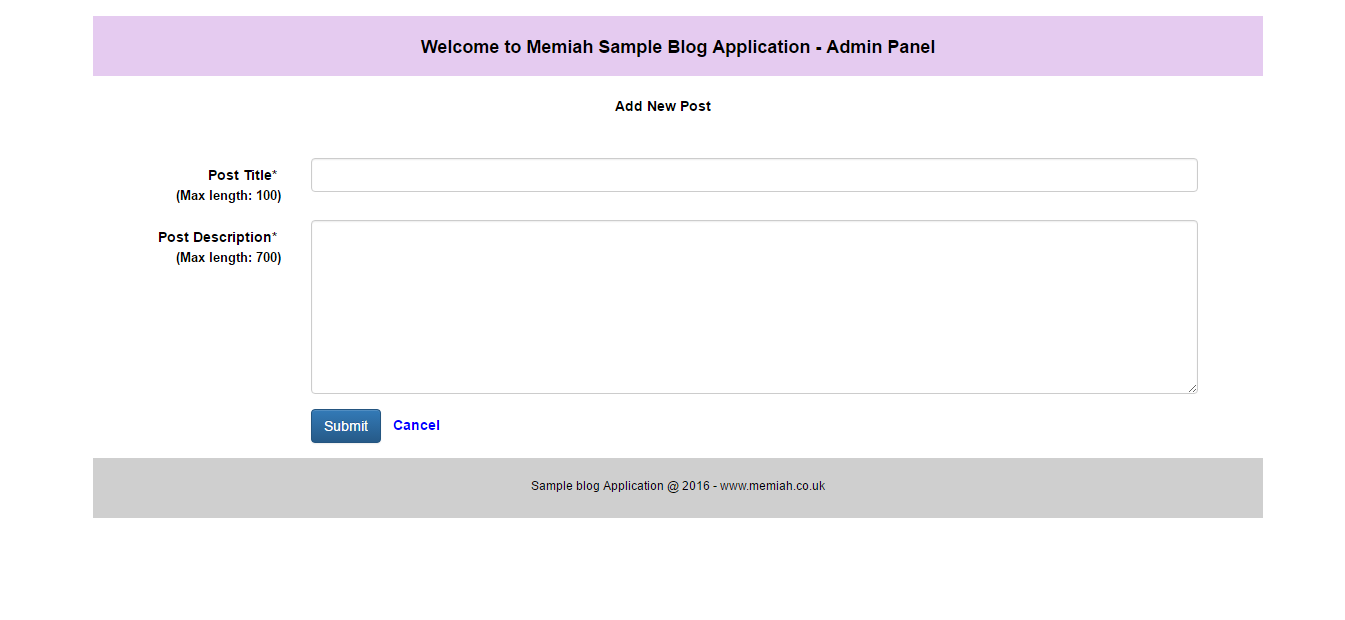 Welcome to Memiah Sample Blog Application - Admin Panel
Add New Post
Post Title*
(Max length: 100)
Post Description*
(Max length: 700)
Submit Cancel
Sample blog Application @ 2016 - www.memiah.co.uk